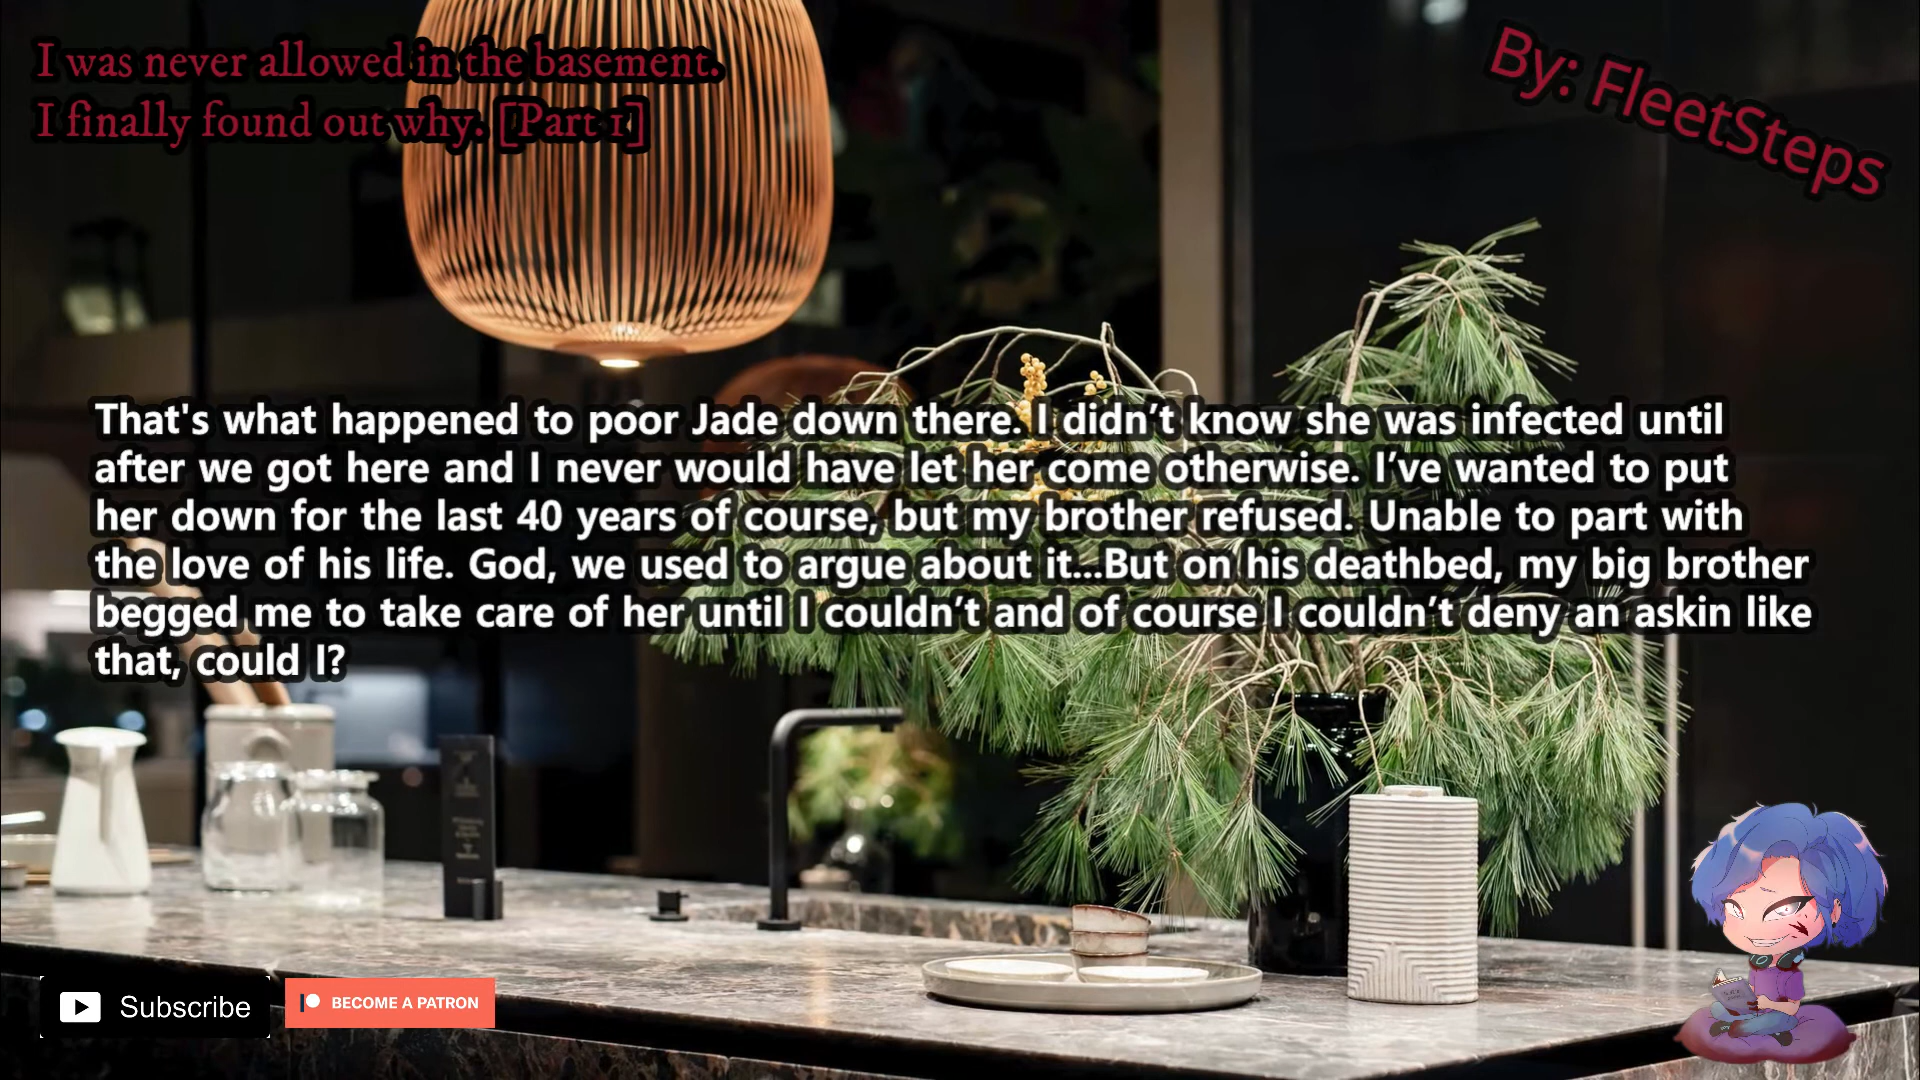 I was never allowed in the basement.
I finally found out why. [Part 1]
By: FleetSteps
That's what happened to poor Jade down there. I didn’t know she was infected until
after we got here and I never would have let her come otherwise. I’ve wanted to put
her down for the last 40 years of course, but my brother refused. Unable to part with
the love of his life. God, we used to argue about it...But on his deathbed, my big brother
begged me to take care of her until I couldn’t and of course I couldn’t deny an askin like
that, could I?
Subscribe
BECOME A PATRON